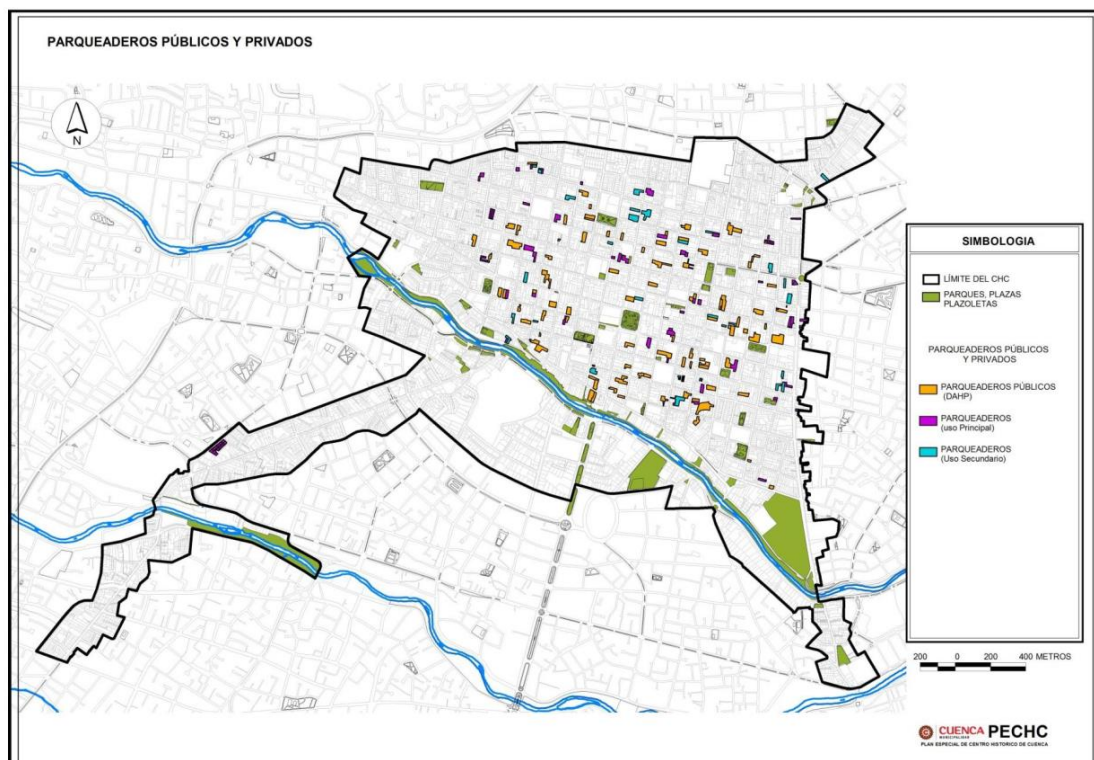 PARQUEADEROS PÚBLICOS Y PRIVADOS
N
SIMBOLOGIA
LÍMITE DEL CHC
PARQUES, PLAZAS
PLAZOLETAS
PARQUEADEROS PÚBLICOS
Y PRIVADOS
PARQUEADEROS PÚBLICOS
(DAHP)
PARQUEADEROS
(uso Principal)
PARQUEADEROS
(Uso Secundario)
200 0 200 400 METROS
CUENCA PECHC
MUNICIPALIDAD
PLAN ESPECIAL DE CENTRO HISTORICO DE CUENCA